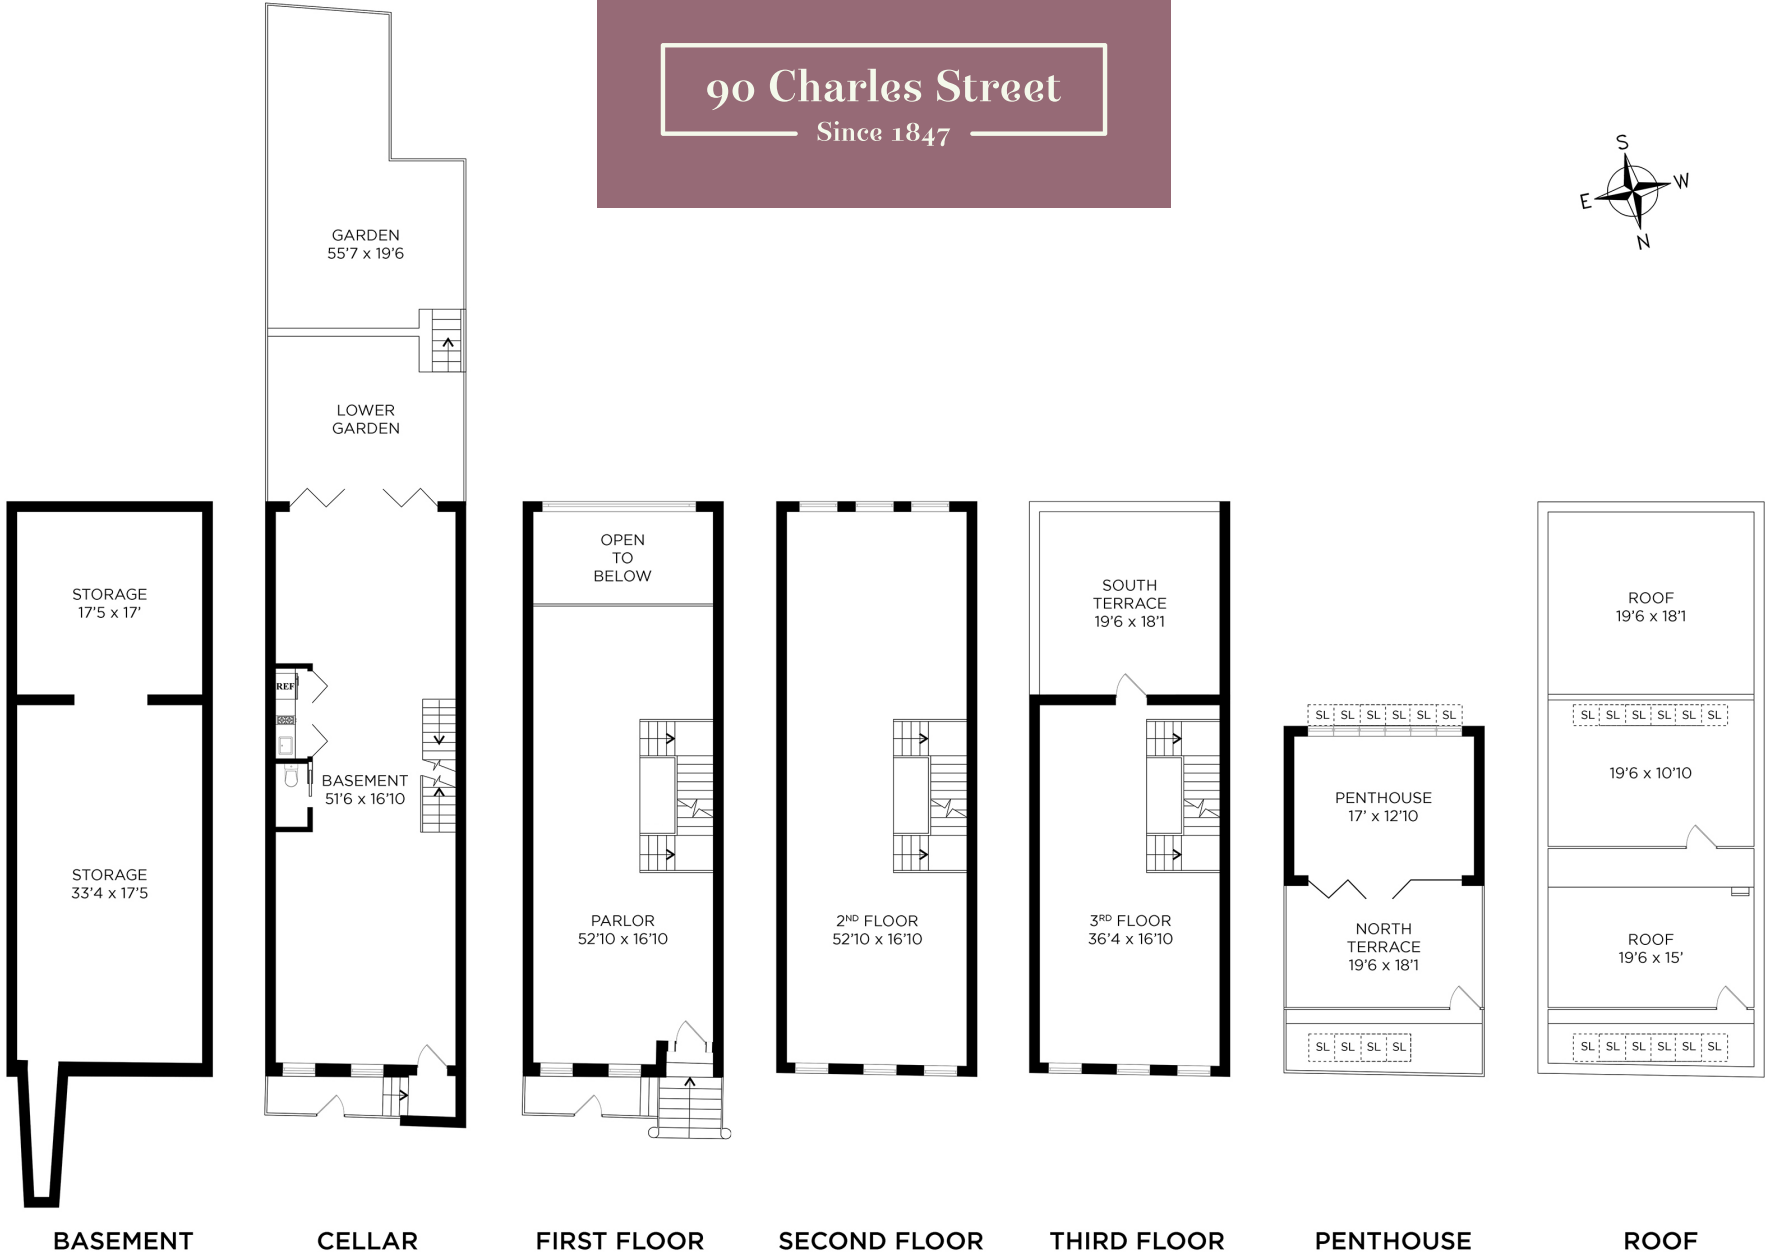 90 Charles Street
Since 1847
S
E
W
N
GARDEN
55'7 x 19'6
LOWER
GARDEN
STORAGE
17'5 x 17'
STORAGE
33'4 x 17'5
BASEMENT
REF
BASEMENT
51'6 x 16'10
CELLAR
OPEN
TO
BELOW
PARLOR
52'10 x 16'10
FIRST FLOOR
2ND FLOOR
52'10 x 16'10
SECOND FLOOR
SOUTH
TERRACE
19'6 x 18'1
3RD FLOOR
36'4 x 16'10
THIRD FLOOR
SL SL SL SL SL SL
PENTHOUSE
17' x 12'10
NORTH
TERRACE
19'6 x 18'1
SL SL SL SL
PENTHOUSE
ROOF
19'6 x 18'1
SL SL SL SL SL SL
19'6 x 10'10
ROOF
19'6 x 15'
SL SL SL SL SL SL
ROOF